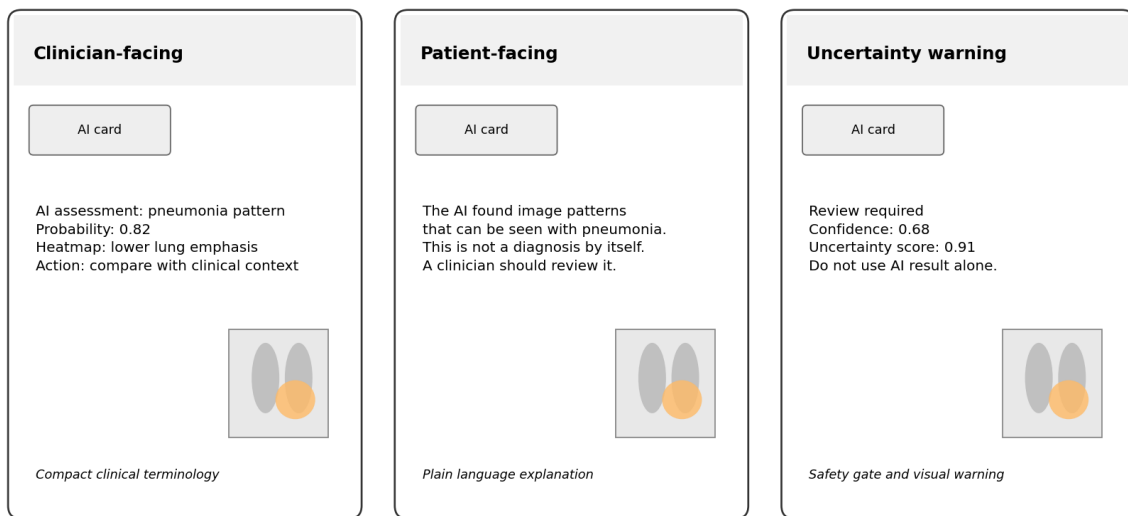 Clinician-facing
AI card
AI assessment: pneumonia pattern
Probability: 0.82
Heatmap: lower lung emphasis
Action: compare with clinical context
Compact clinical terminology
Patient-facing
AI card
The AI found image patterns
that can be seen with pneumonia.
This is not a diagnosis by itself.
A clinician should review it.
Plain language explanation
Uncertainty warning
AI card
Review required
Confidence: 0.68
Uncertainty score: 0.91
Do not use AI result alone.
Safety gate and visual warning